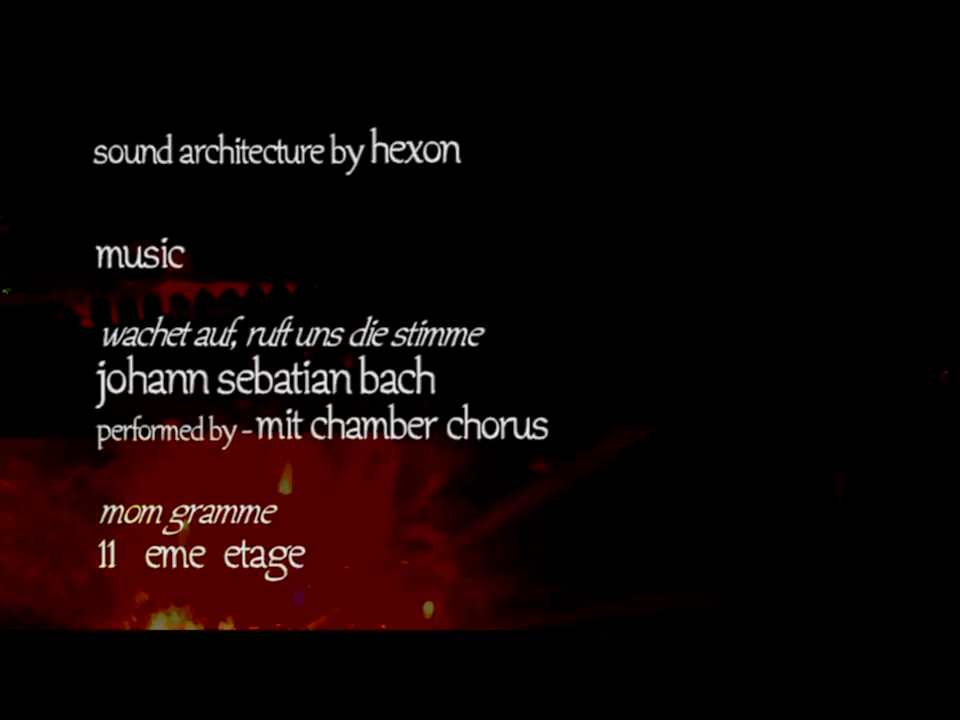 sound architecture by hexon
music
wachet auf, ruft uns die stimme
johann sebatian bach
performed by - mit chamber chorus
mom gramme
11 eme etage